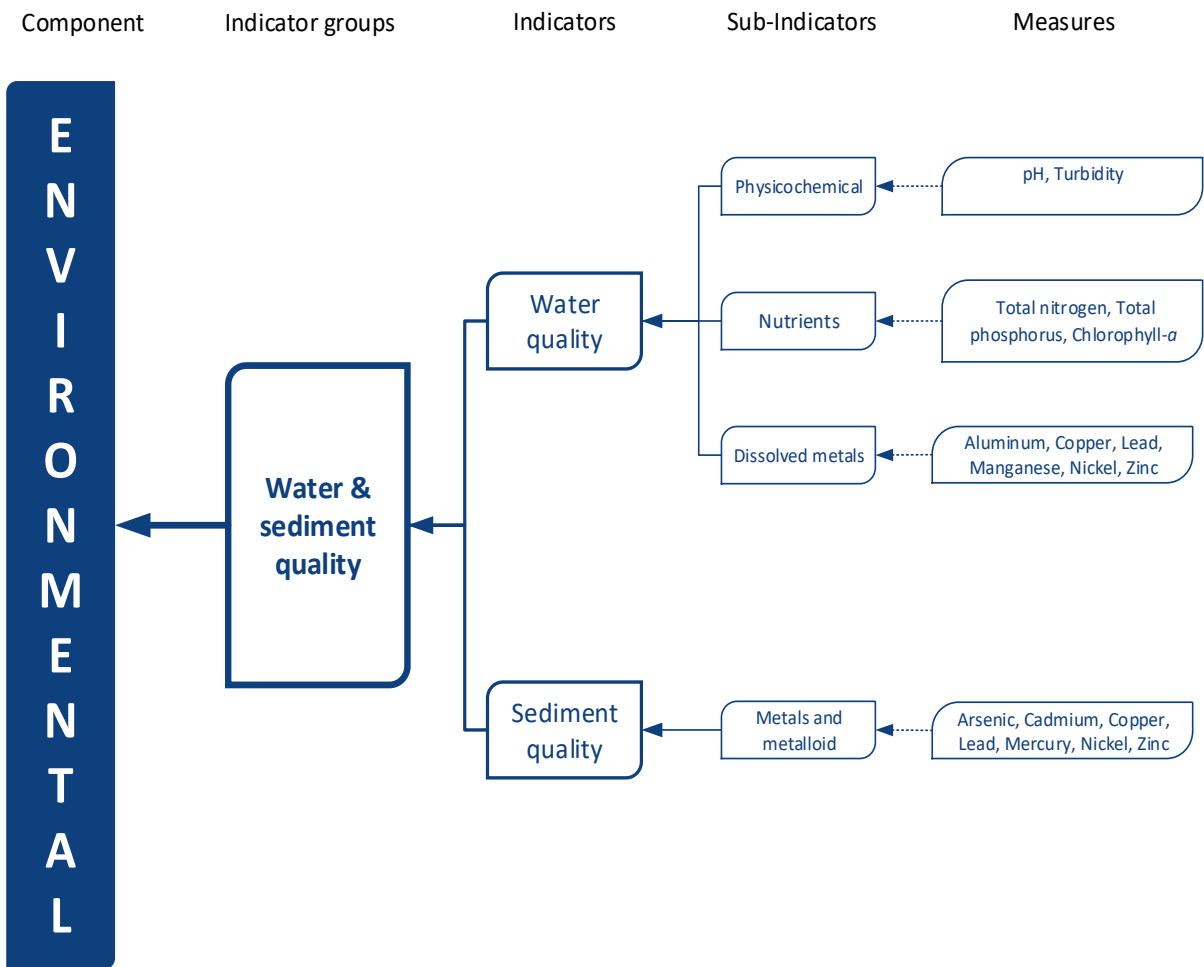 Component Indicator groups Indicators Sub-Indicators Measures
ENVIRONMENTAL
Water &
sediment
quality
Water
quality
Physicochemical
pH, Turbidity
Nutrients
Total nitrogen, Total
phosphorus, Chlorophyll-a
Dissolved metals
Aluminum, Copper, Lead,
Manganese, Nickel, Zinc
Sediment
quality
Metals and
metalloid
Arsenic, Cadmium, Copper,
Lead, Mercury, Nickel, Zinc